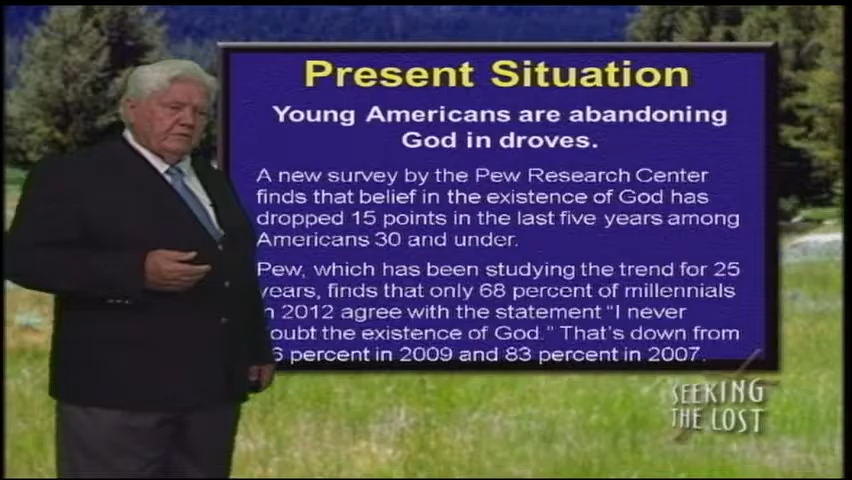 Present Situation
Young Americans are abandoning
God in droves.
A new survey by the Pew Research Center
finds that belief in the existence of God has
dropped 15 points in the last five years among
Americans 30 and under.
Pew, which has been studying the trend for 25
years, finds that only 68 percent of millennials
n 2012 agree with the statement "I never
oubt the existence of God." That's down from
6 percent in 2009 and 83 percent in 2007.
SEEKING
THE LOST